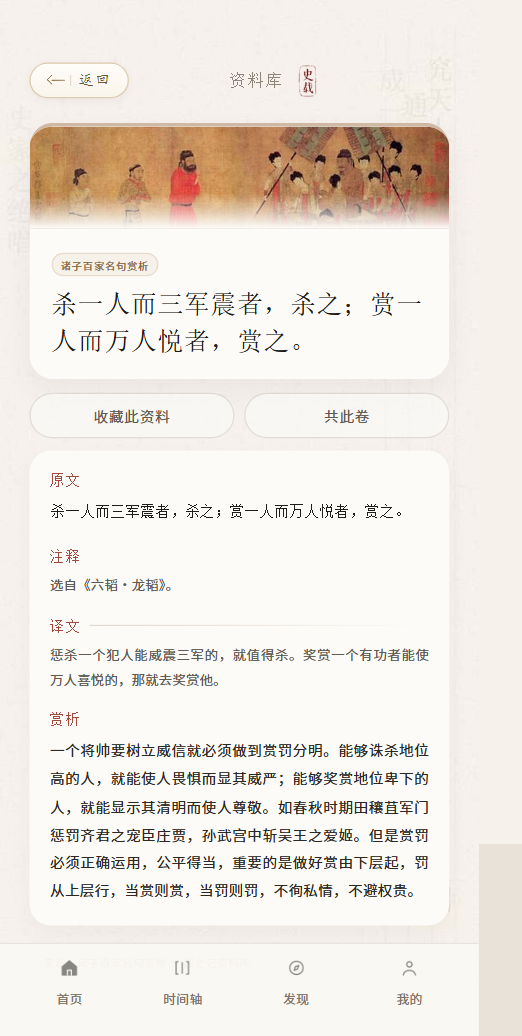 返回
资料库
史载
诸子百家名句赏析
杀一人而三军震者，杀之；赏一
人而万人悦者，赏之。
收藏此资料
共此卷
原文
杀一人而三军震者，杀之；赏一人而万人悦者，赏之。
注释
选自《六韬·龙韬》。
译文
惩杀一个犯人能威震三军的，就值得杀。奖赏一个有功者能使
万人喜悦的，那就去奖赏他。
赏析
一个将帅要树立威信就必须做到赏罚分明。能够诛杀地位
高的人，就能使人畏惧而显其威严；能够奖赏地位卑下的
人，就能显示其清明而使人尊敬。如春秋时期田穰苴军门
惩罚齐君之宠臣庄贾，孙武宫中斩吴王之爱姬。但是赏罚
必须正确运用，公平得当，重要的是做好赏由下层起，罚
从上层行，当赏则赏，当罚则罚，不徇私情，不避权贵。
首页
时间轴
发现
我的